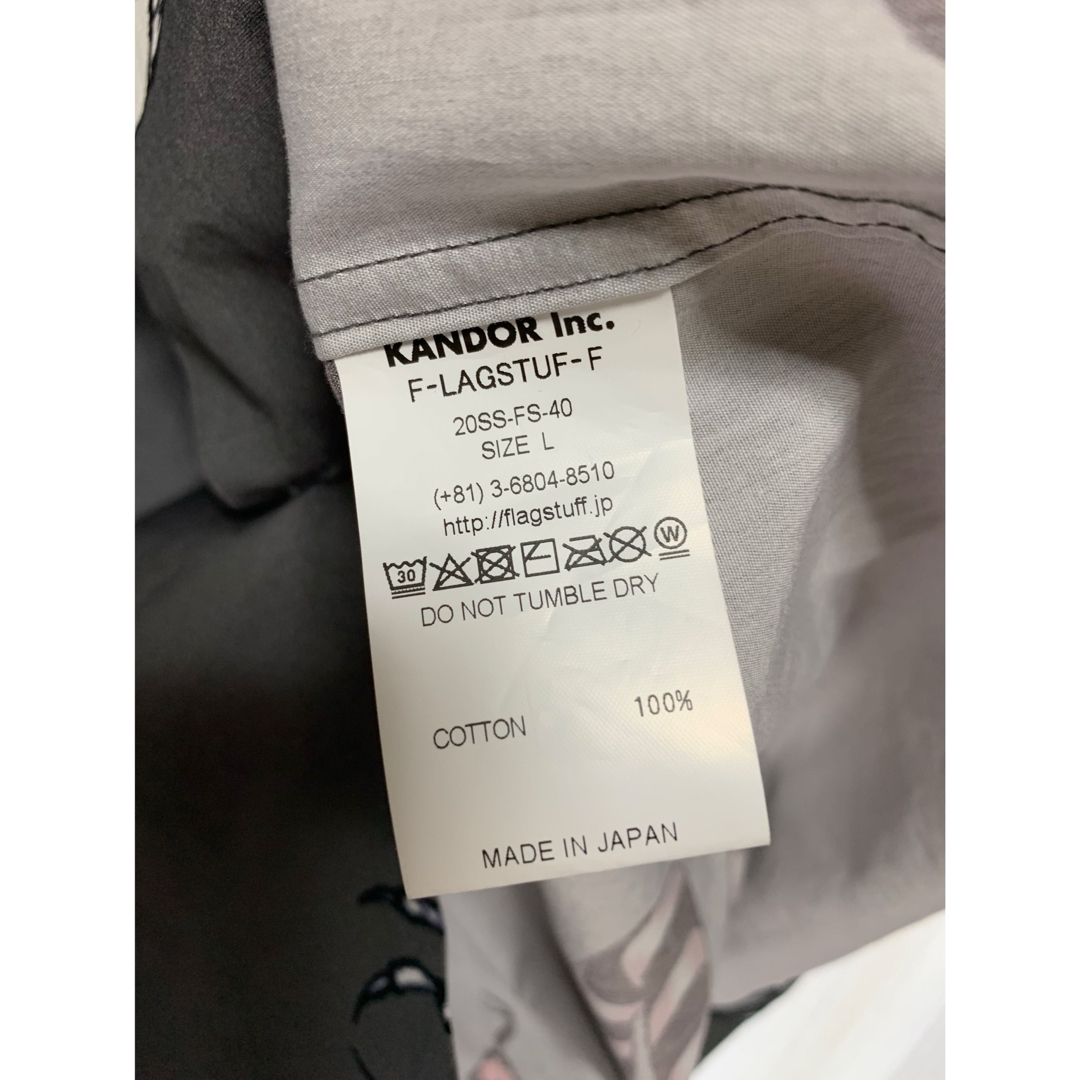 KANDOR Inc.
F-LAGSTUF-F
20SS-FS-40
SIZE L
(+81) 3-6804-8510
http://flagstuff.jp
30 W
DO NOT TUMBLE DRY
COTTON 100%
MADE IN JAPAN